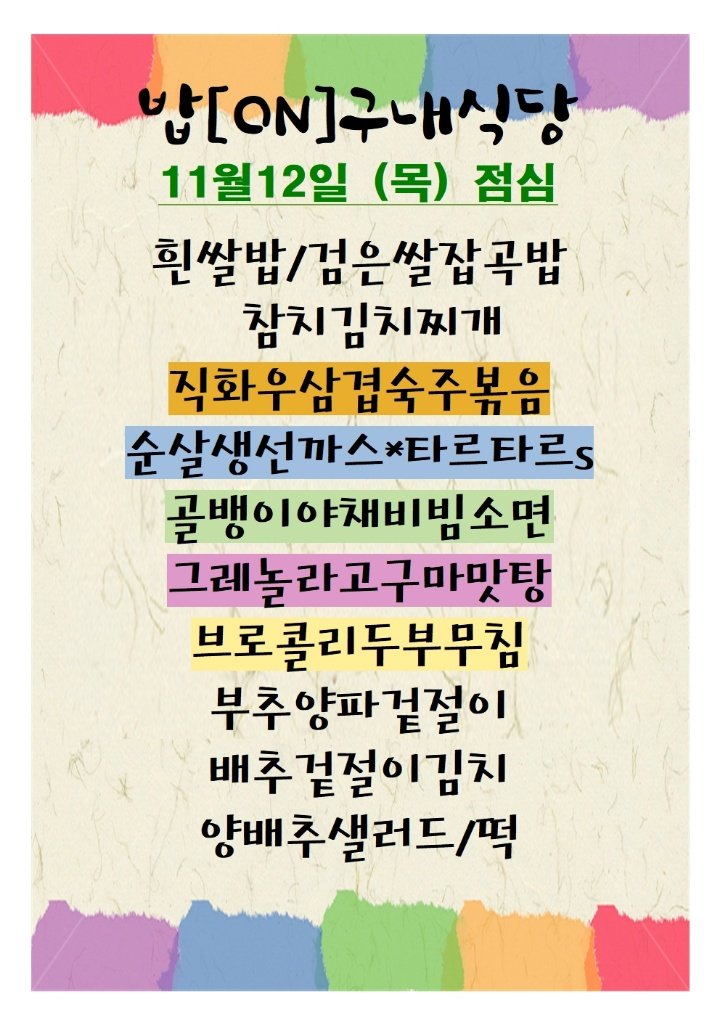 밥[ON]구내식당
11월12일 (목) 점심
흰쌀밥/검은쌀잡곡밥
참치김치찌개
직화우삼겹숙주볶음
순살생선까스*타르타르s
골뱅이야채비빔소면
그레놀라고구마맛탕
브로콜리두부무침
부추양파겉절이
배추겉절이김치
양배추샐러드/떡